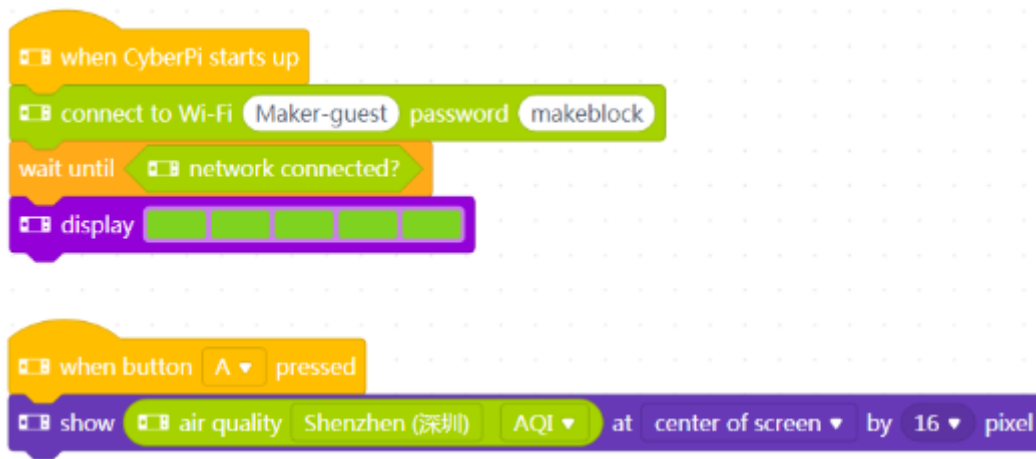 when CyberPi starts up
connect to Wi-Fi Maker-guest password makeblock
wait until network connected?
display
when button A pressed
show air quality Shenzhen (深圳) AQI at center of screen by 16 pixel